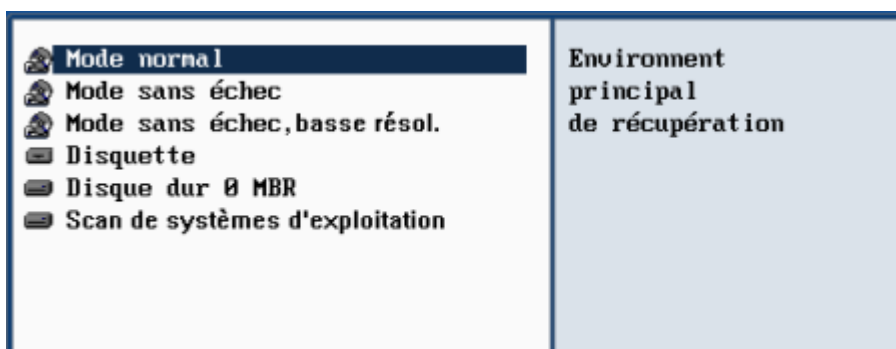 Mode normal
Mode sans échec
Mode sans échec,basse résol.
Disquette
Disque dur 0 MBR
Scan de systèmes d'exploitation
Environnent
principal
de récupération